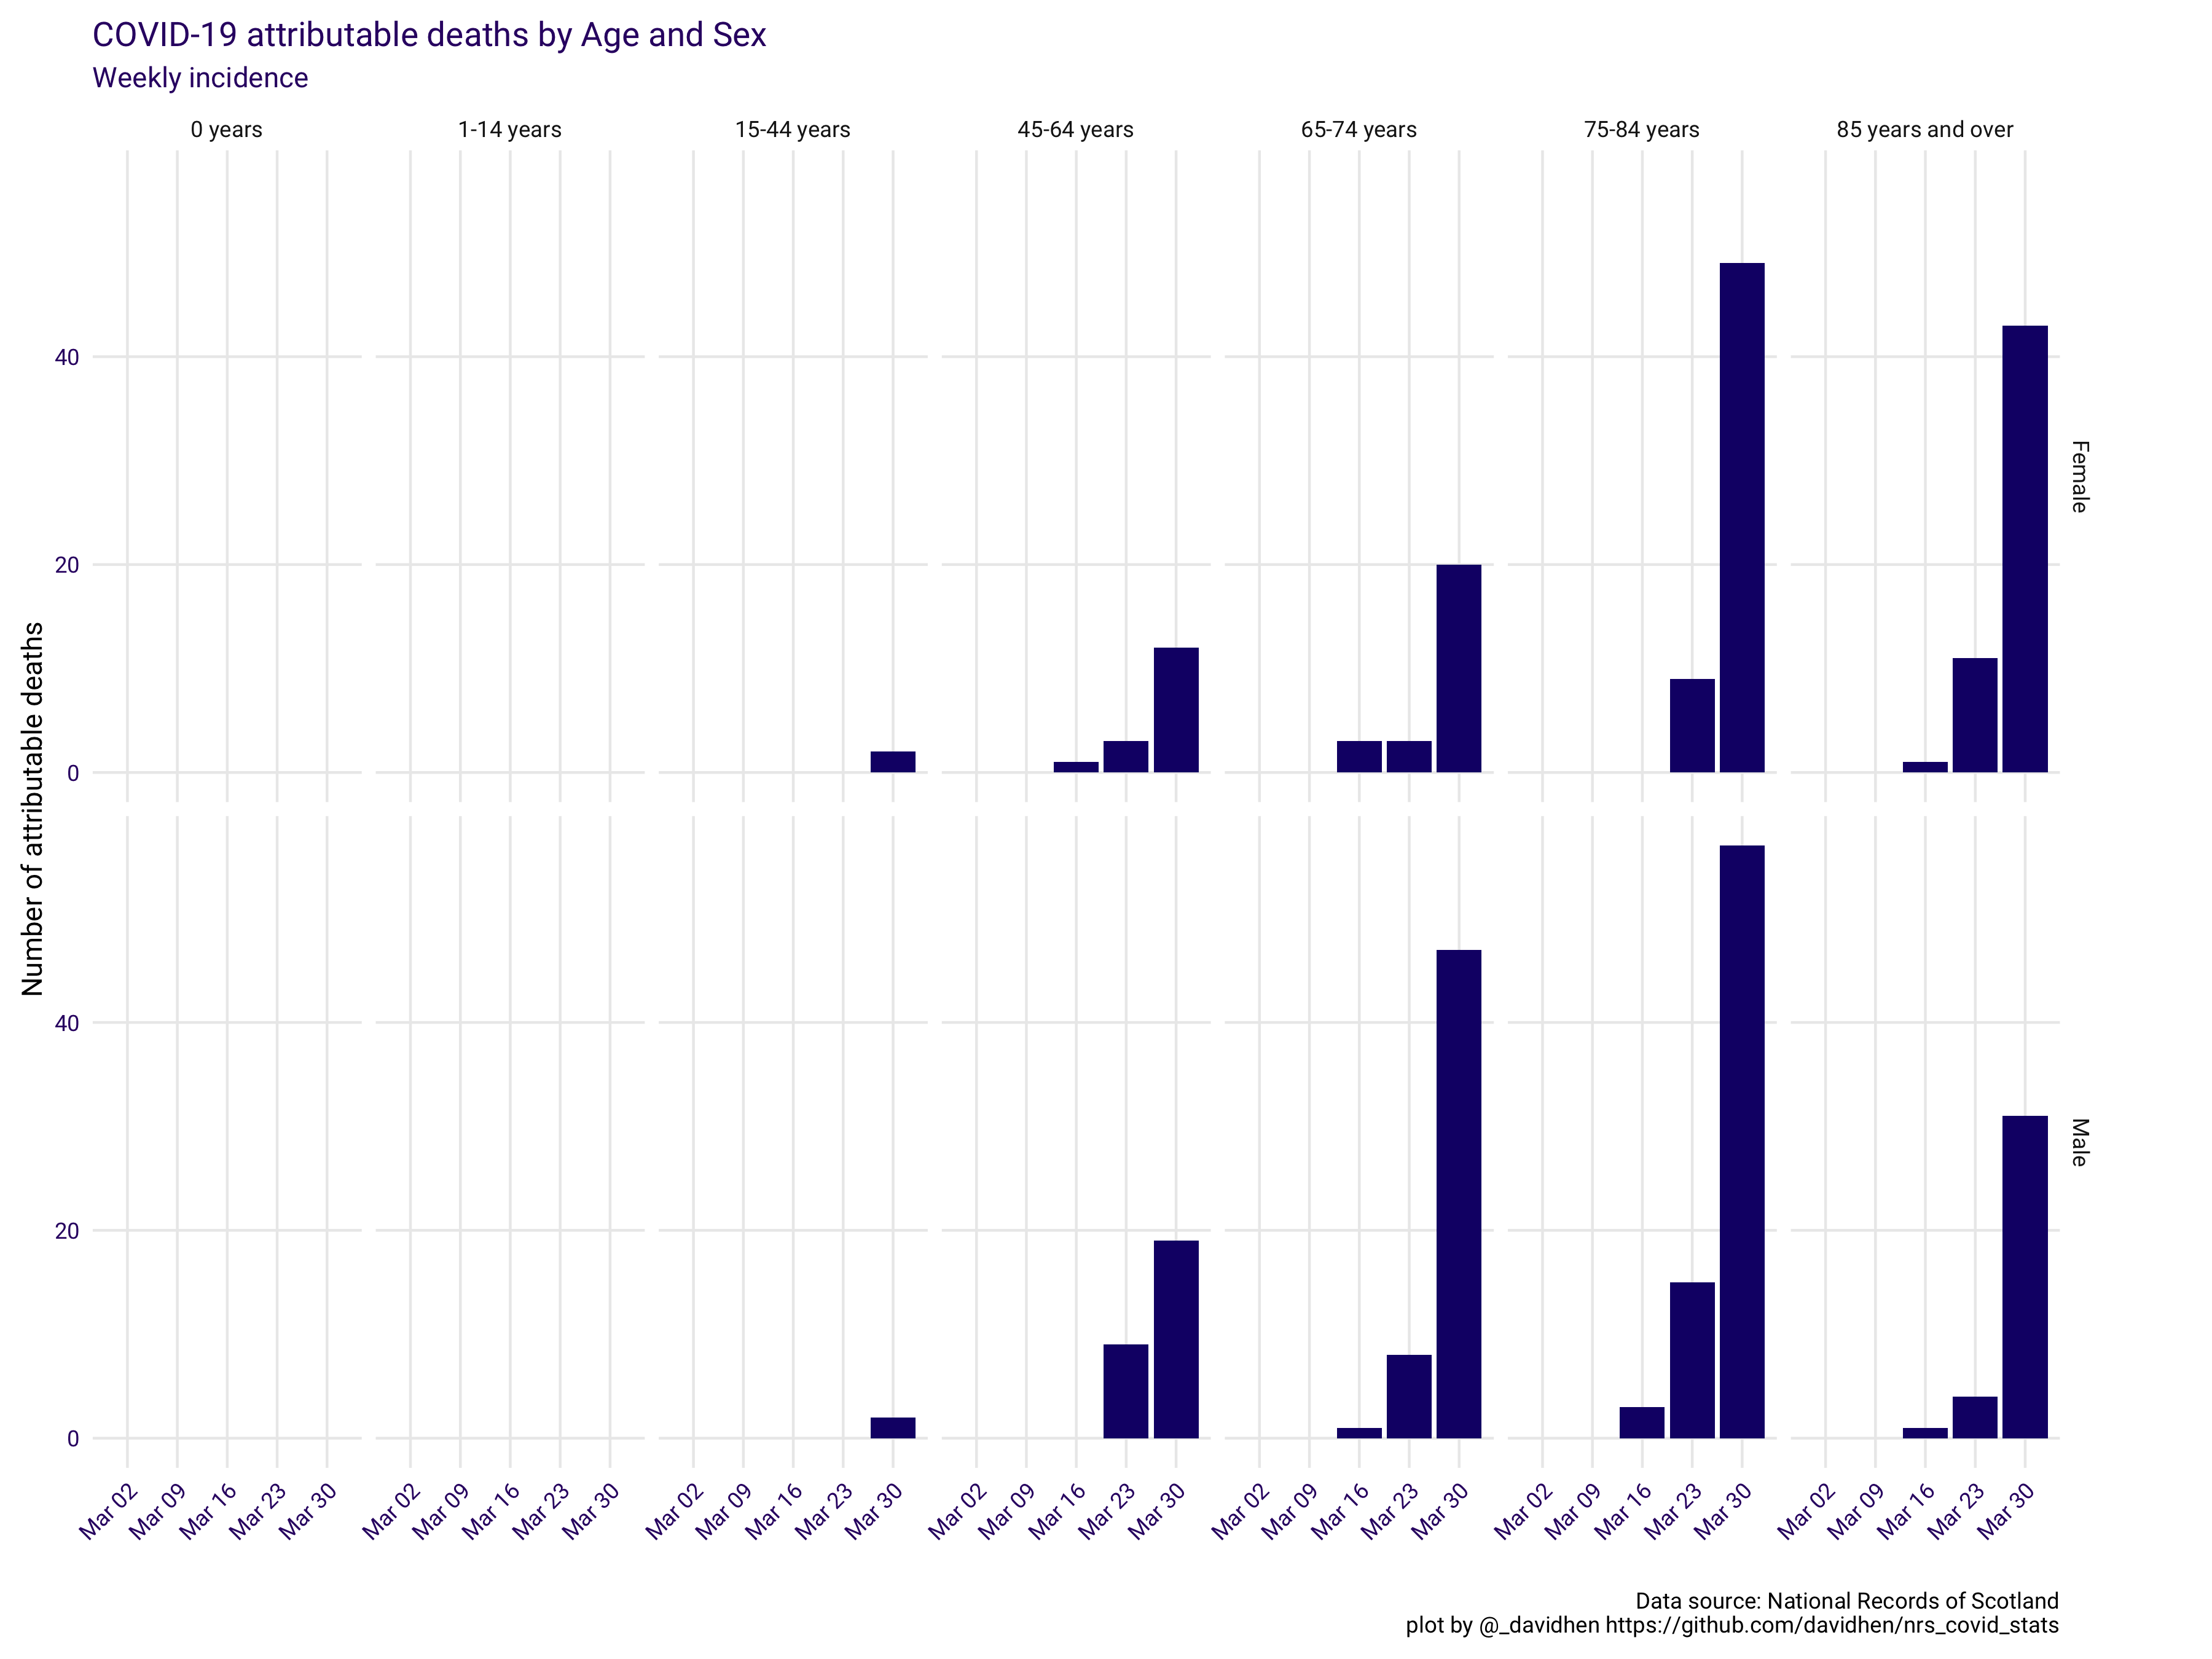 COVID-19 attributable deaths by Age and Sex
Weekly incidence
0 years 1-14 years 15-44 years 45-64 years 65-74 years 75-84 years 85 years and over
Number of attributable deaths
40
20
0
Female
40
20
0
Male
Mar 02 Mar 09 Mar 16 Mar 23 Mar 30 Mar 02 Mar 09 Mar 16 Mar 23 Mar 30 Mar 02 Mar 09 Mar 16 Mar 23 Mar 30 Mar 02 Mar 09 Mar 16 Mar 23 Mar 30 Mar 02 Mar 09 Mar 16 Mar 23 Mar 30 Mar 02 Mar 09 Mar 16 Mar 23 Mar 30 Mar 02 Mar 09 Mar 16 Mar 23 Mar 30
Data source: National Records of Scotland
plot by @_davidhen https://github.com/davidhen/nrs_covid_stats